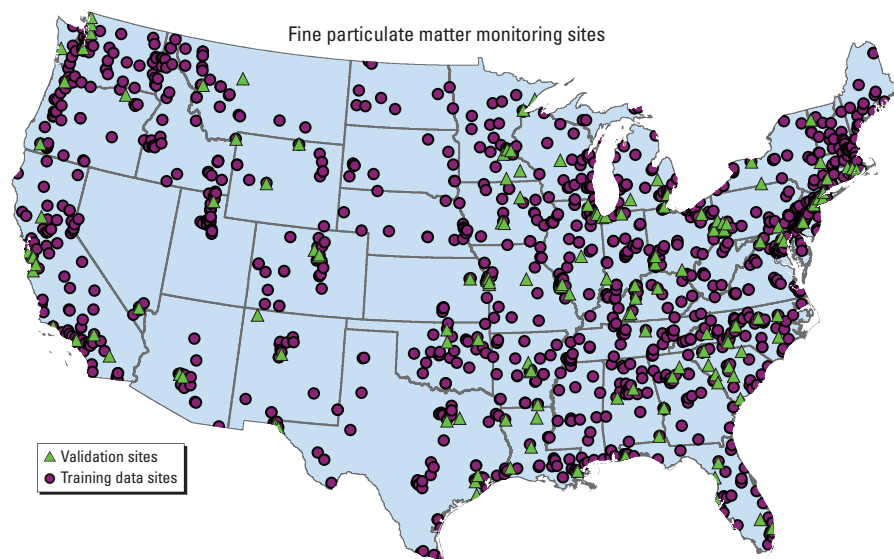 Fine particulate matter monitoring sites
Validation sites
Training data sites